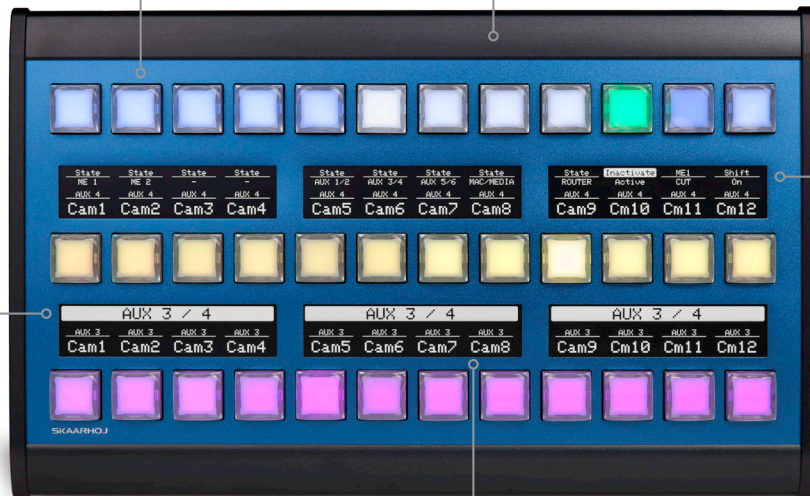 State State State State
ME 1 ME 2 - -
AUX 4 AUX 4 AUX 4 AUX 4
Cam1 Cam2 Cam3 Cam4
State State State State
AUX 1/2 AUX 3/4 AUX 5/6 MAC/MEDIA
AUX 4 AUX 4 AUX 4 AUX 4
Cam5 Cam6 Cam7 Cam8
State Inactivate ME1 Shift
ROUTER Active CUT On
AUX 4 AUX 4 AUX 4 AUX 4
Cam9 Cm10 Cm11 Cm12
AUX 3 / 4
AUX 3 AUX 3 AUX 3 AUX 3
Cam1 Cam2 Cam3 Cam4
AUX 3 / 4
AUX 3 AUX 3 AUX 3 AUX 3
Cam5 Cam6 Cam7 Cam8
AUX 3 / 4
AUX 3 AUX 3 AUX 3 AUX 3
Cam9 Cm10 Cm11 Cm12
SKAARHOJ